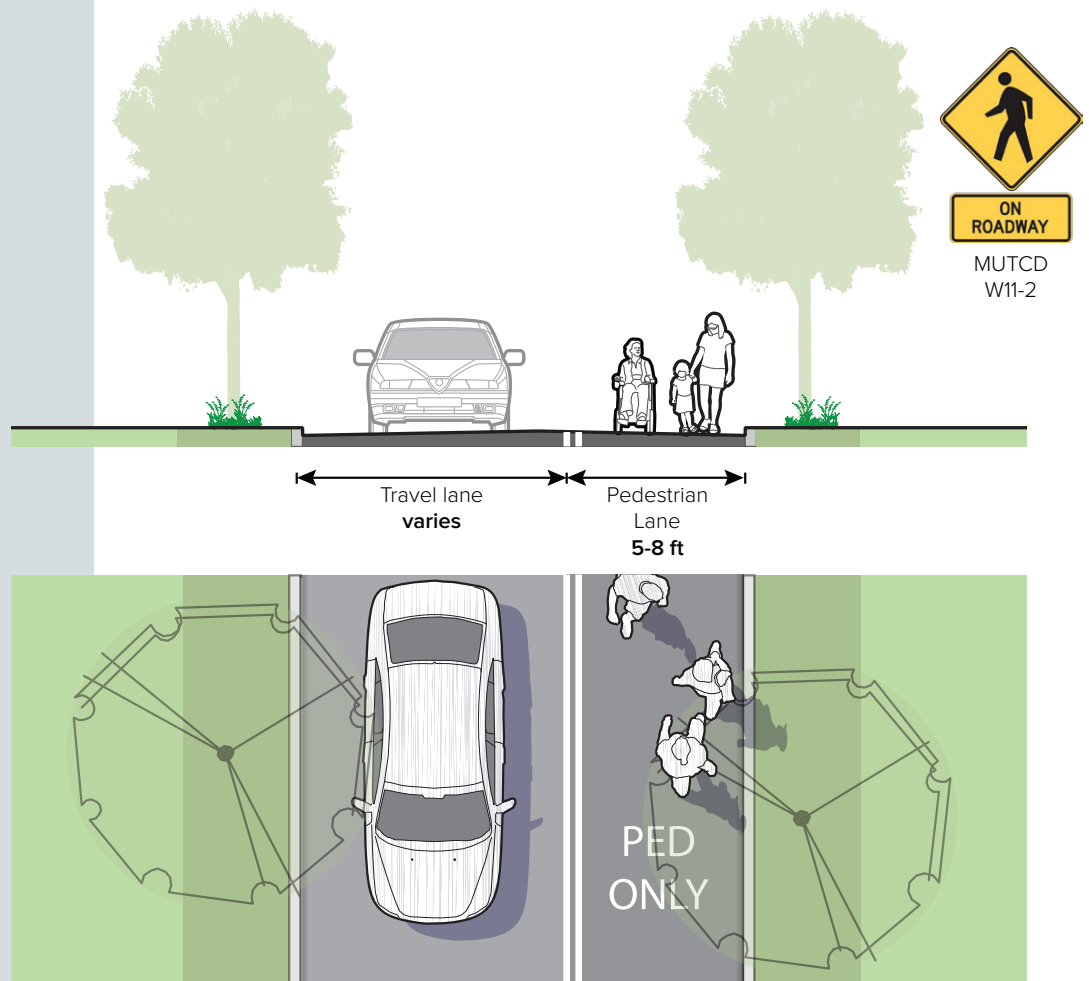 ON
ROADWAY
MUTCD
W11-2
Travel lane
varies
Pedestrian
Lane
5-8 ft
PED
ONLY